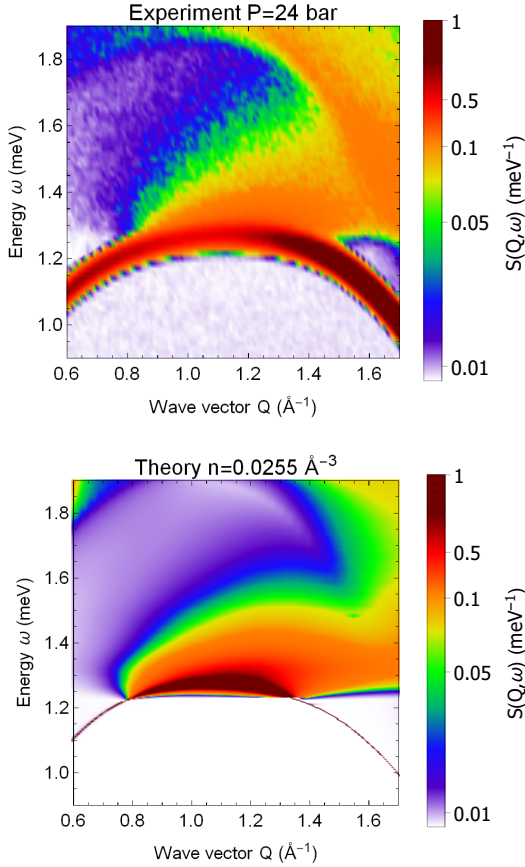 Experiment P=24 bar
1.8
1.6
1.4
1.2
1.0
Energy ω (meV)
0.6 0.8 1.0 1.2 1.4 1.6
Wave vector Q (Å⁻¹)
1
0.5
0.1
0.05
0.01
S(Q,ω) (meV⁻¹)
Theory n=0.0255 Å⁻³
1.8
1.6
1.4
1.2
1.0
Energy ω (meV)
0.6 0.8 1.0 1.2 1.4 1.6
Wave vector Q (Å⁻¹)
1
0.5
0.1
0.05
0.01
S(Q,ω) (meV⁻¹)